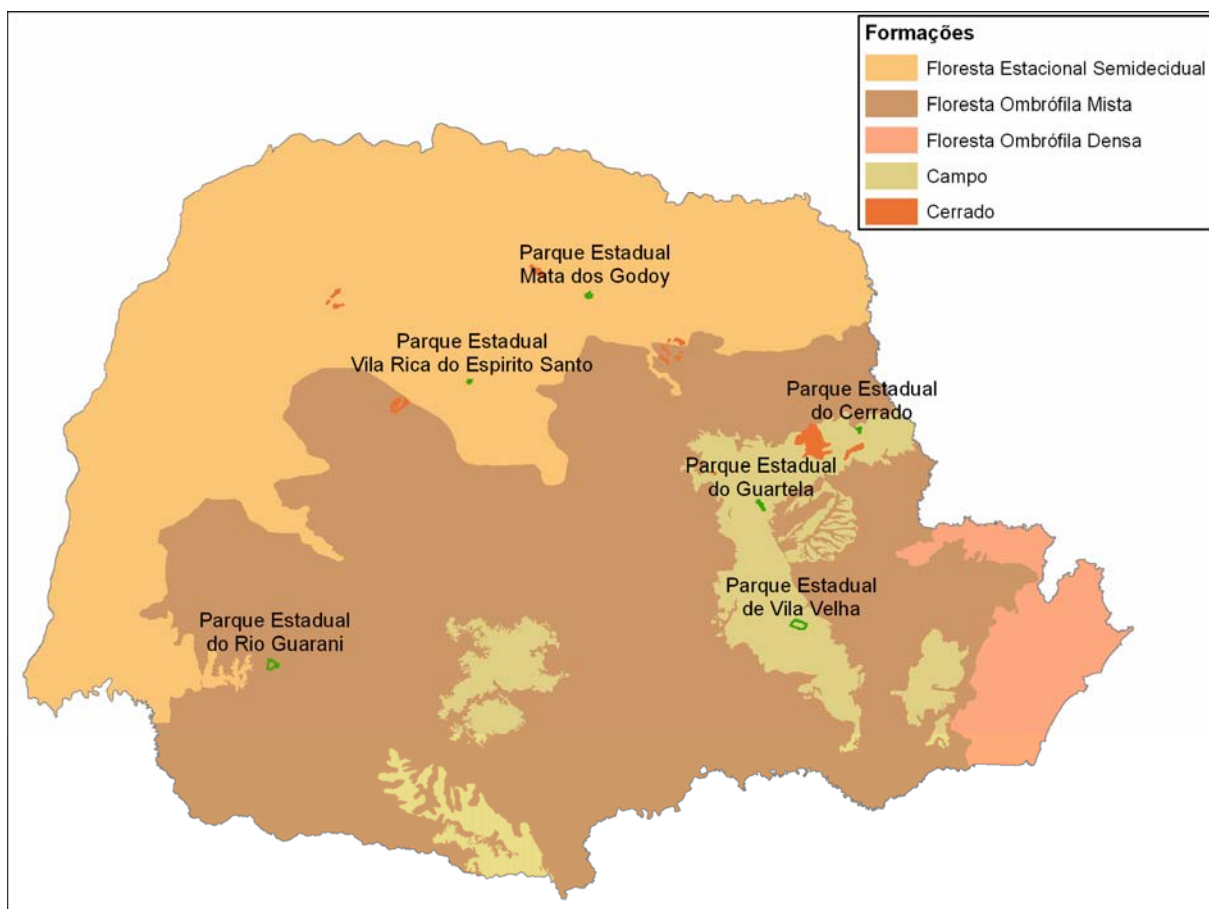 Formações
Floresta Estacional Semidecidual
Floresta Ombrófila Mista
Floresta Ombrófila Densa
Campo
Cerrado
Parque Estadual
Mata dos Godoy
Parque Estadual
Vila Rica do Espirito Santo
Parque Estadual
do Cerrado
Parque Estadual
do Guartela
Parque Estadual
de Vila Velha
Parque Estadual
do Rio Guarani